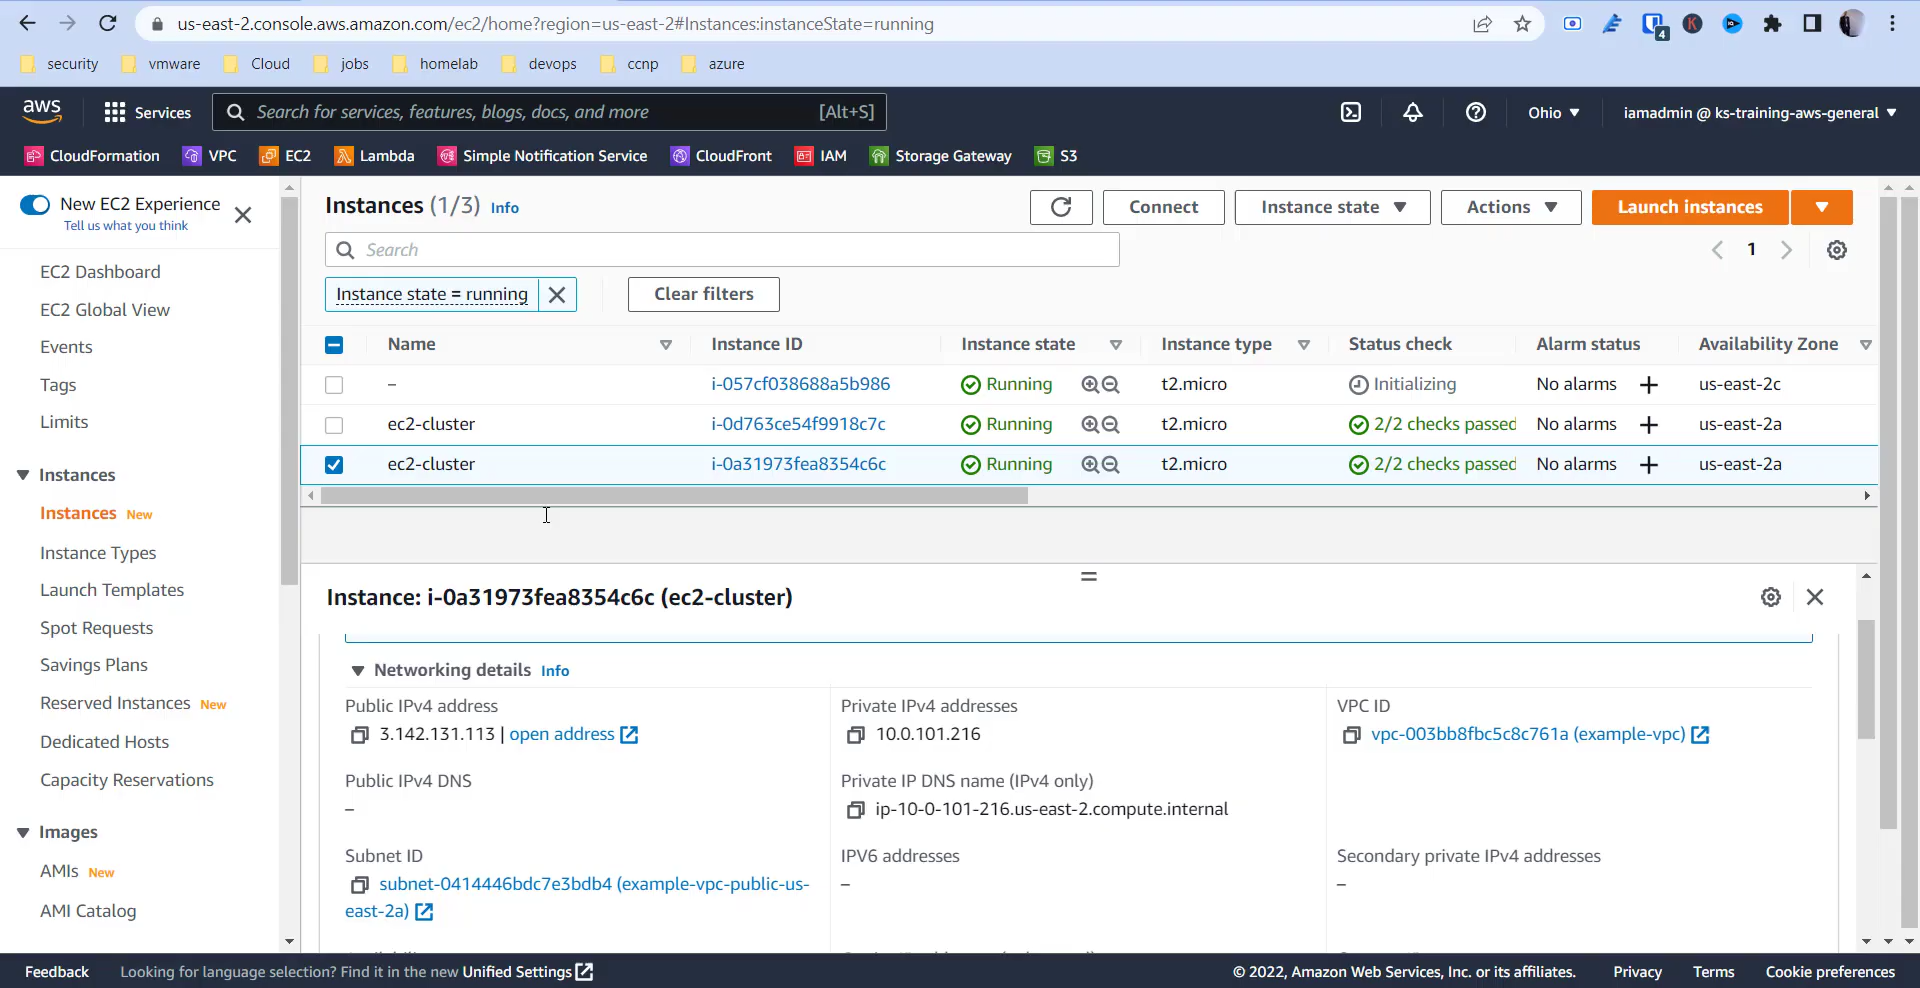 us-east-2.console.aws.amazon.com/ec2/home?region=us-east-2#Instances:instanceState=running
4
security vmware Cloud jobs homelab devops ccnp azure
aws Services Search for services, features, blogs, docs, and more [Alt+S] Ohio iamadmin @ ks-training-aws-general
CloudFormation VPC EC2 Lambda Simple Notification Service CloudFront IAM Storage Gateway S3
New EC2 Experience
Tell us what you think
EC2 Dashboard
EC2 Global View
Events
Tags
Limits
Instances
Instances New
Instance Types
Launch Templates
Spot Requests
Savings Plans
Reserved Instances New
Dedicated Hosts
Capacity Reservations
Images
AMIs New
AMI Catalog
Instances (1/3) Info Connect Instance state Actions Launch instances
Search 1
Instance state = running Clear filters
Name Instance ID Instance state Instance type Status check Alarm status Availability Zone
– i-057cf038688a5b986 Running t2.micro Initializing No alarms + us-east-2c
ec2-cluster i-0d763ce54f9918c7c Running t2.micro 2/2 checks passed No alarms + us-east-2a
ec2-cluster i-0a31973fea8354c6c Running t2.micro 2/2 checks passed No alarms + us-east-2a
Instance: i-0a31973fea8354c6c (ec2-cluster)
Networking details Info
Public IPv4 address Private IPv4 addresses VPC ID
3.142.131.113 | open address 10.0.101.216 vpc-003bb8fbc5c8c761a (example-vpc)
Public IPv4 DNS Private IP DNS name (IPv4 only)
– ip-10-0-101-216.us-east-2.compute.internal
Subnet ID IPV6 addresses Secondary private IPv4 addresses
subnet-0414446bdc7e3bdb4 (example-vpc-public-us- – –
east-2a)
Feedback Looking for language selection? Find it in the new Unified Settings © 2022, Amazon Web Services, Inc. or its affiliates. Privacy Terms Cookie preferences